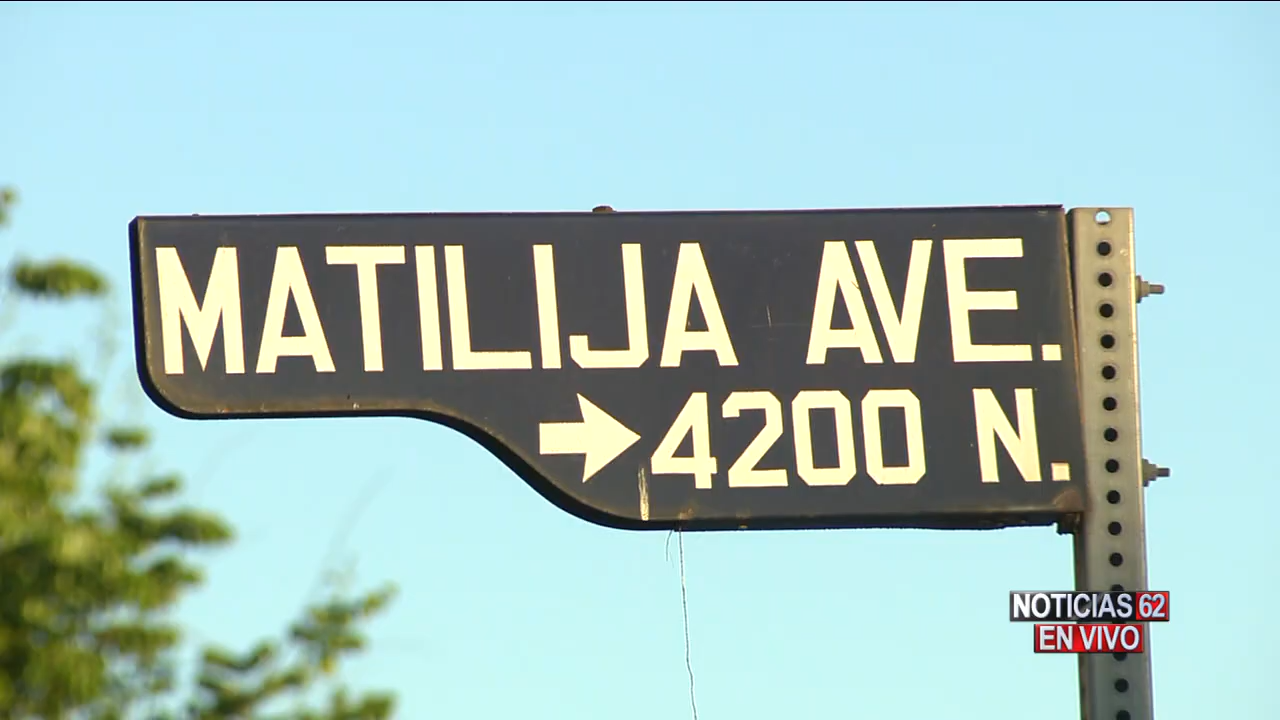 MATILIJA AVE.
→4200 N.
NOTICIAS 62
EN VIVO